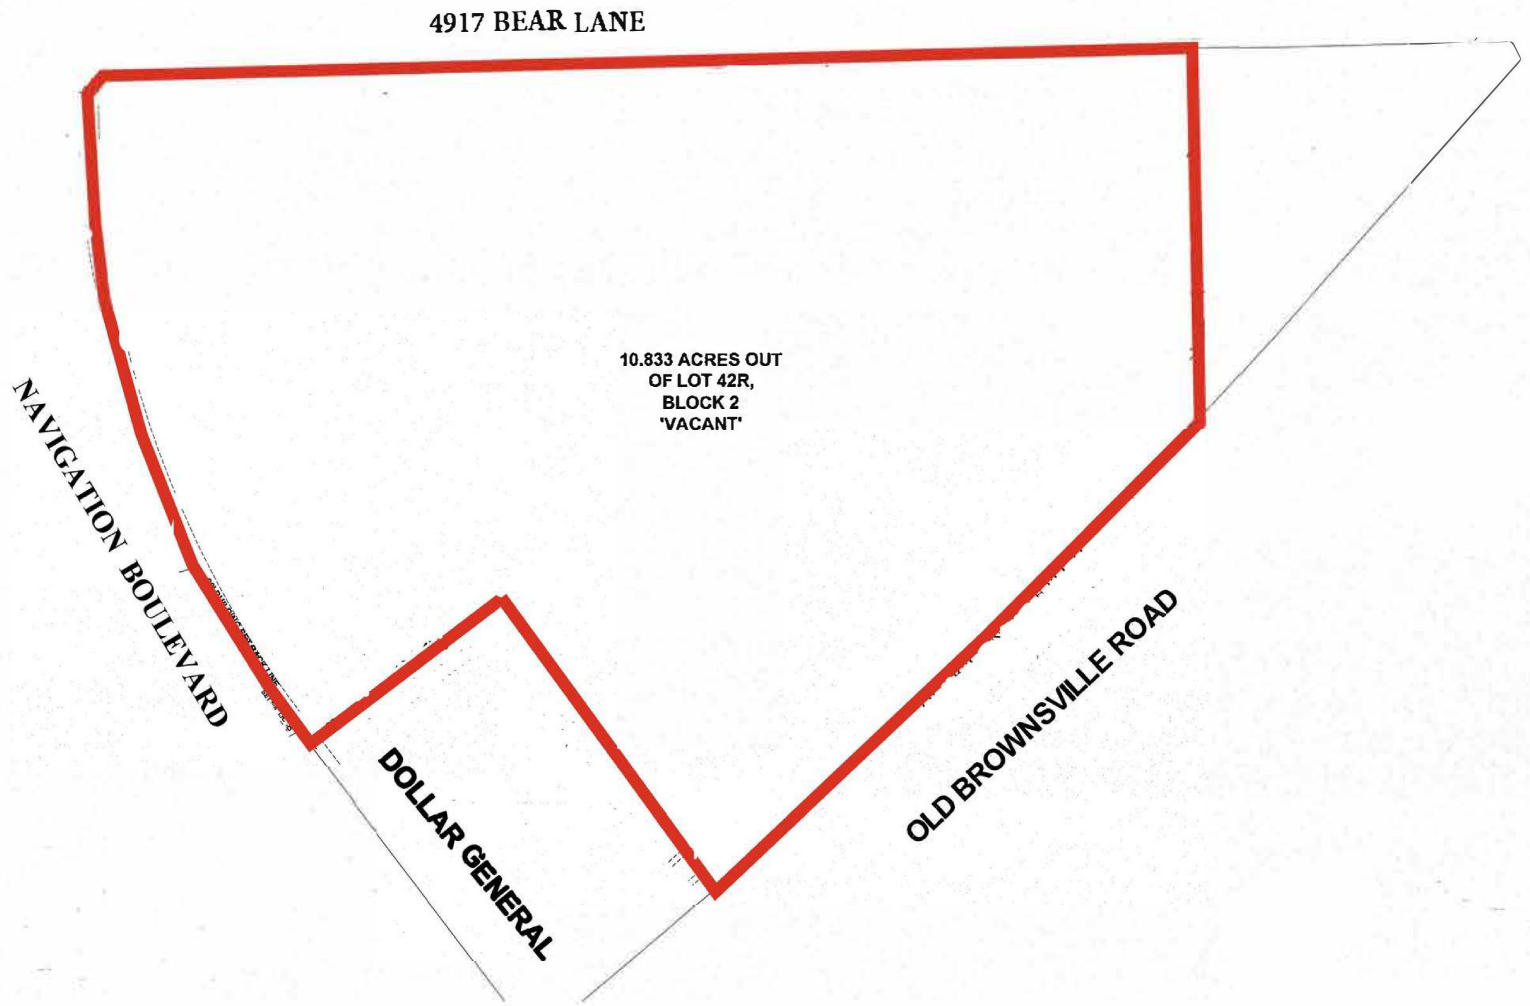 4917 BEAR LANE
10.833 ACRES OUT
OF LOT 42R,
BLOCK 2
'VACANT'
NAVIGATION BOULEVARD
DOLLAR GENERAL
OLD BROWNSVILLE ROAD